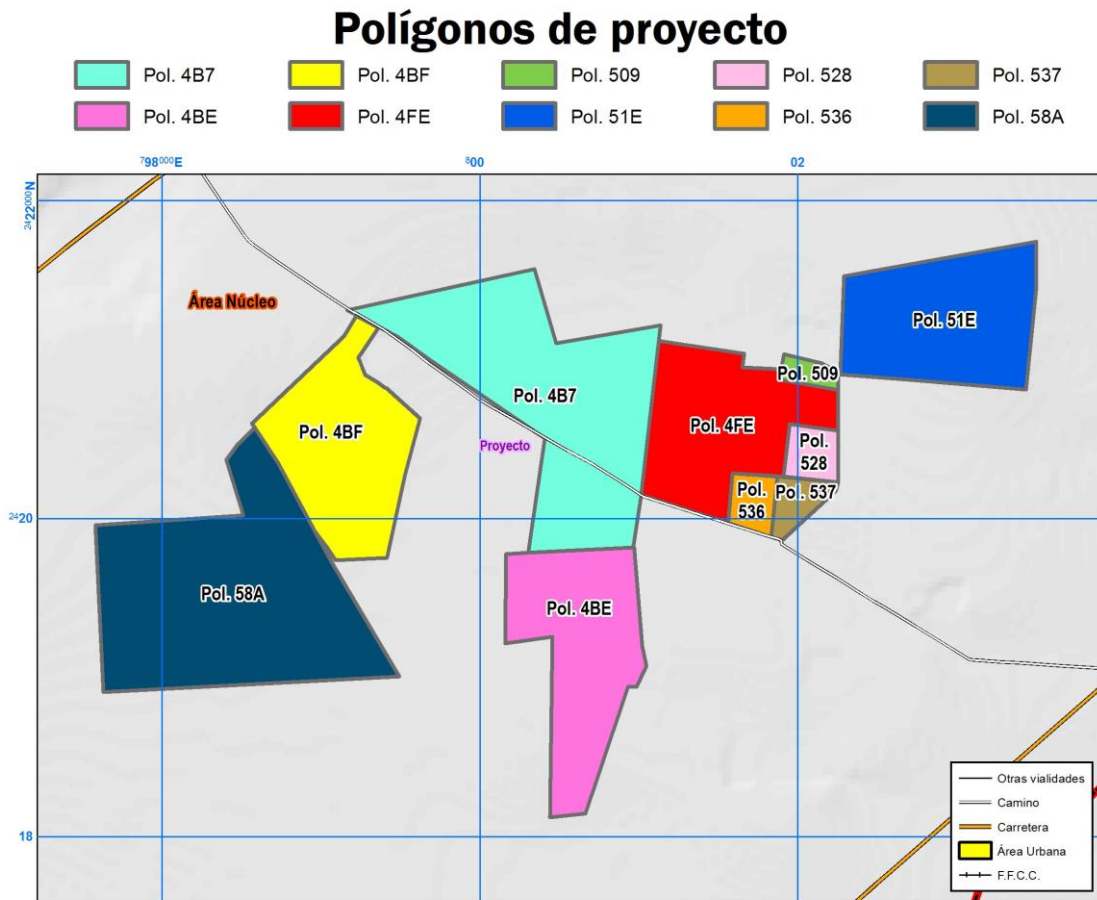 Polígonos de proyecto
Pol. 4B7
Pol. 4BF
Pol. 509
Pol. 528
Pol. 537
Pol. 4BE
Pol. 4FE
Pol. 51E
Pol. 536
Pol. 58A
798000E
800
02
2422000N
Área Núcleo
Pol. 51E
Pol. 509
Pol. 4B7
Pol. 4FE
Pol. 4BF
Proyecto
Pol.
528
Pol.
536
Pol. 537
2420
Pol. 58A
Pol. 4BE
18
Otras vialidades
Camino
Carretera
Área Urbana
F.F.C.C.